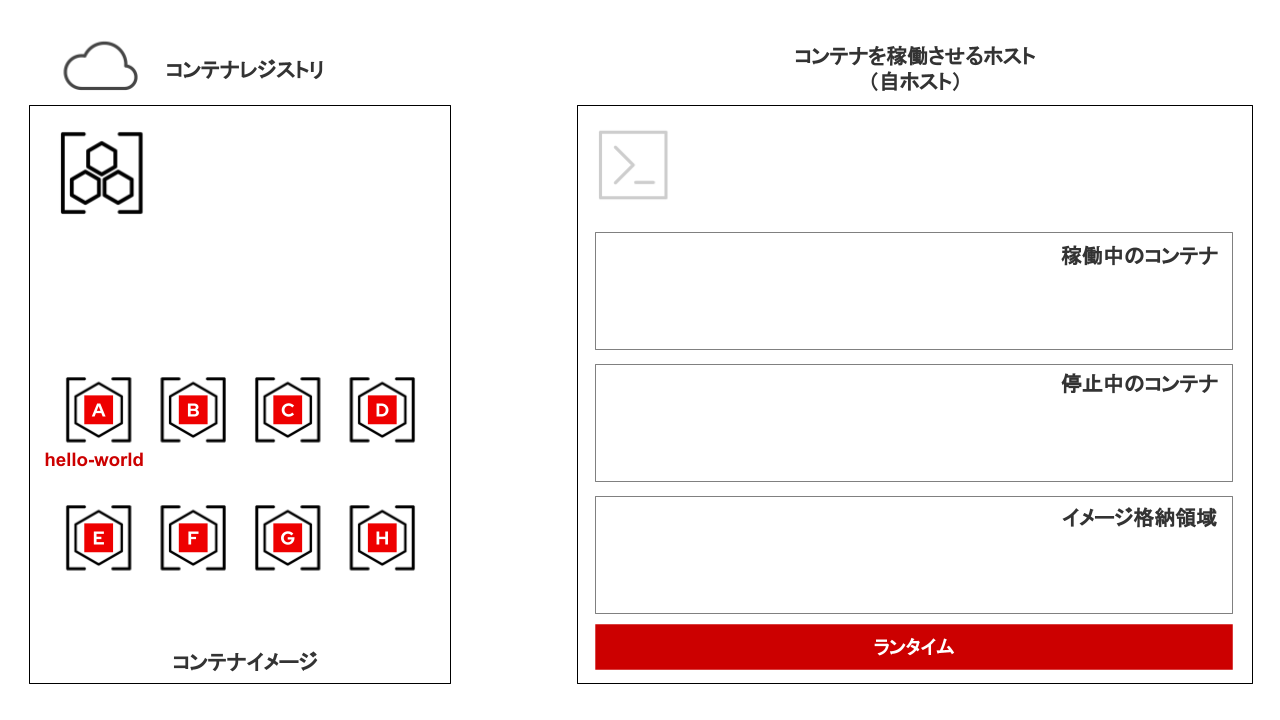 コンテナレジストリ
コンテナを稼働させるホスト
（自ホスト）
稼働中のコンテナ
停止中のコンテナ
A
B
C
D
hello-world
イメージ格納領域
E
F
G
H
ランタイム
コンテナイメージ